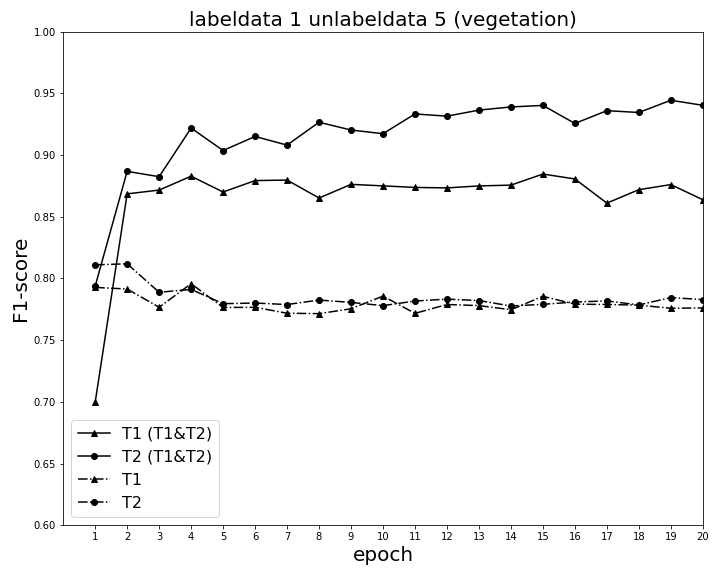 labeldata 1 unlabeldata 5 (vegetation)
1.00
0.95
0.90
0.85
0.80
0.75
0.70
0.65
0.60
F1-score
T1 (T1&T2)
T2 (T1&T2)
T1
T2
1 2 3 4 5 6 7 8 9 10 11 12 13 14 15 16 17 18 19 20
epoch